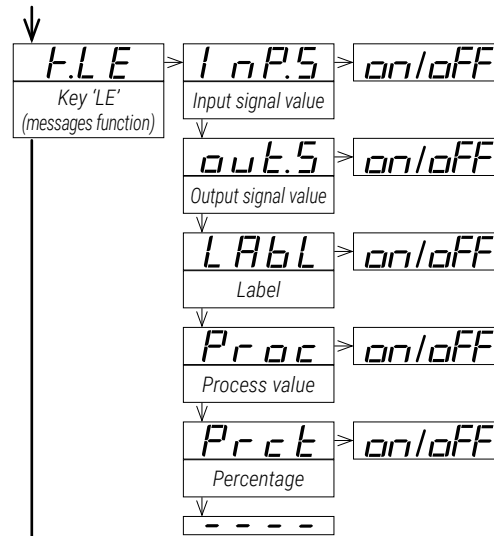 K.LE
Key 'LE'
(messages function)
InP.S
on/oFF
Input signal value
out.S
on/oFF
Output signal value
LAbL
on/oFF
Label
Proc
on/oFF
Process value
Prct
on/oFF
Percentage
----